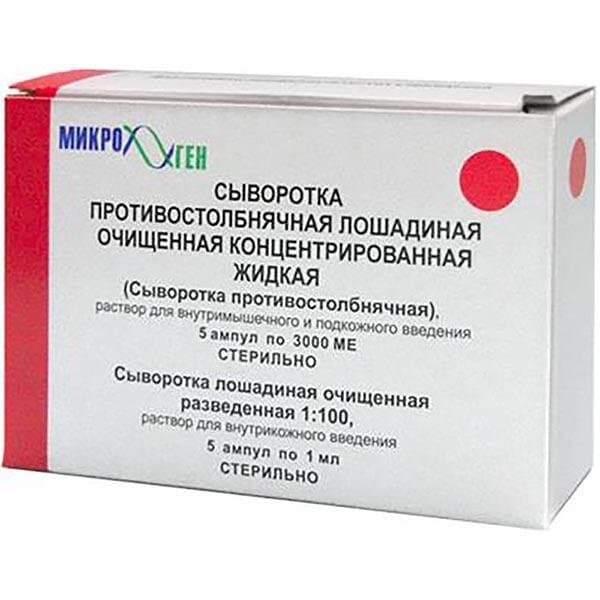 МИКРОГЕН
СЫВОРОТКА
ПРОТИВОСТОЛБНЯЧНАЯ ЛОШАДИНАЯ
ОЧИЩЕННАЯ КОНЦЕНТРИРОВАННАЯ
ЖИДКАЯ
(Сыворотка противостолбнячная),
раствор для внутримышечного и подкожного введения
5 ампул по 3000 МЕ
СТЕРИЛЬНО
Сыворотка лошадиная очищенная
разведенная 1:100,
раствор для внутрикожного введения
5 ампул по 1 мл
СТЕРИЛЬНО